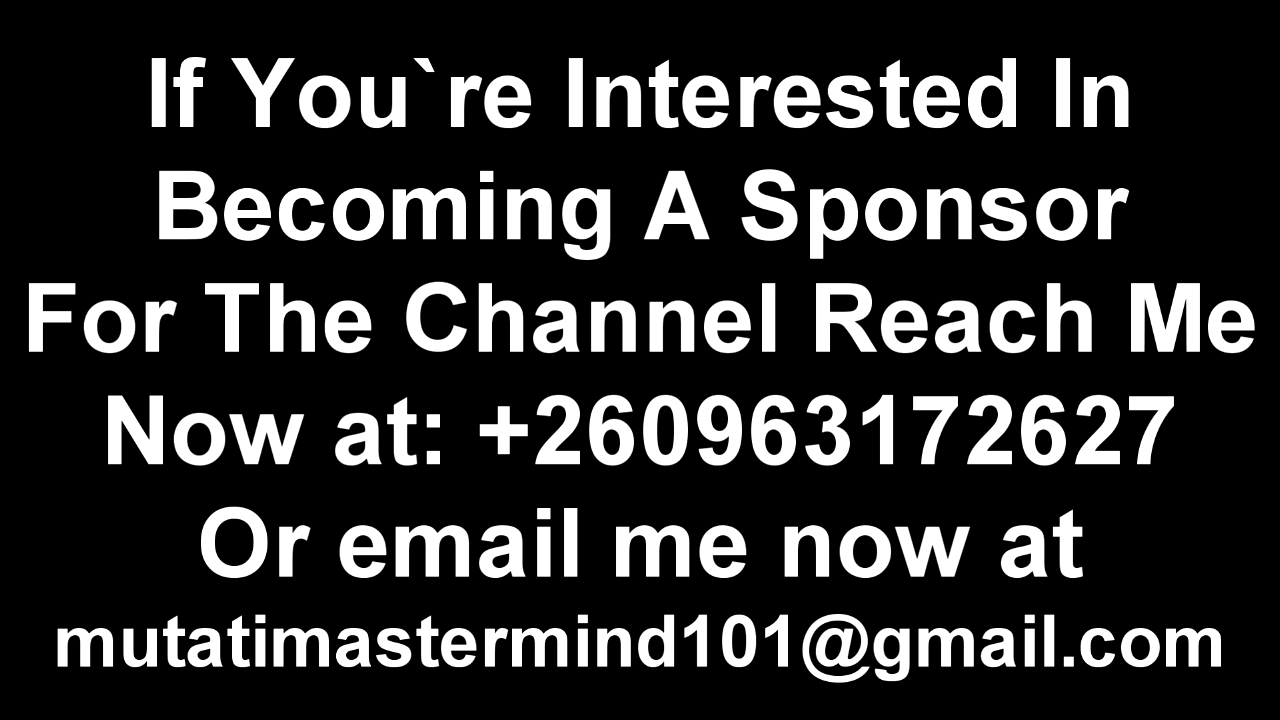 If You`re Interested In
Becoming A Sponsor
For The Channel Reach Me
Now at: +260963172627
Or email me now at
mutatimastermind101@gmail.com